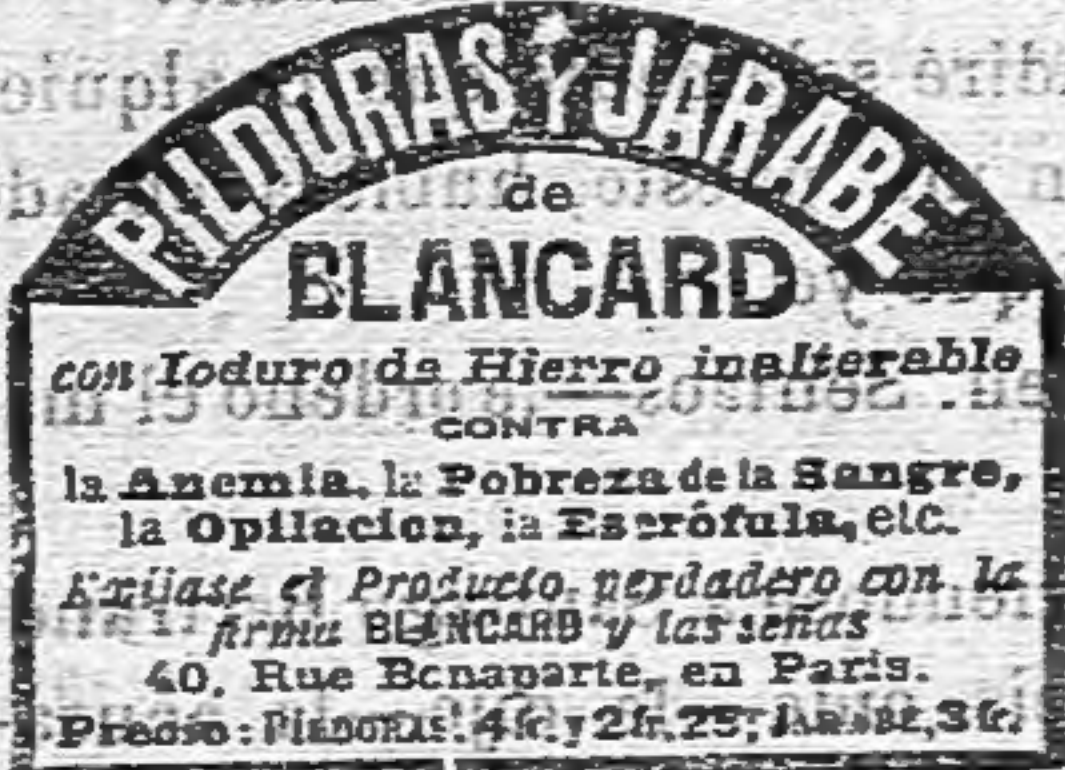 PILDORAS Y JARABE
de
BLANCARD
con Ioduro de Hierro inalterable
CONTRA
la Anemia, la Pobreza de la Sangre,
la Opilacion, la Escrófula, etc.
Exíjase el Producto verdadero con la
firma BLANCARD y las señas
40, Rue Bonaparte, en Paris.
Precio: PILDORAS, 4 fr. y 2 fr. 25; JARABE, 3 fr.